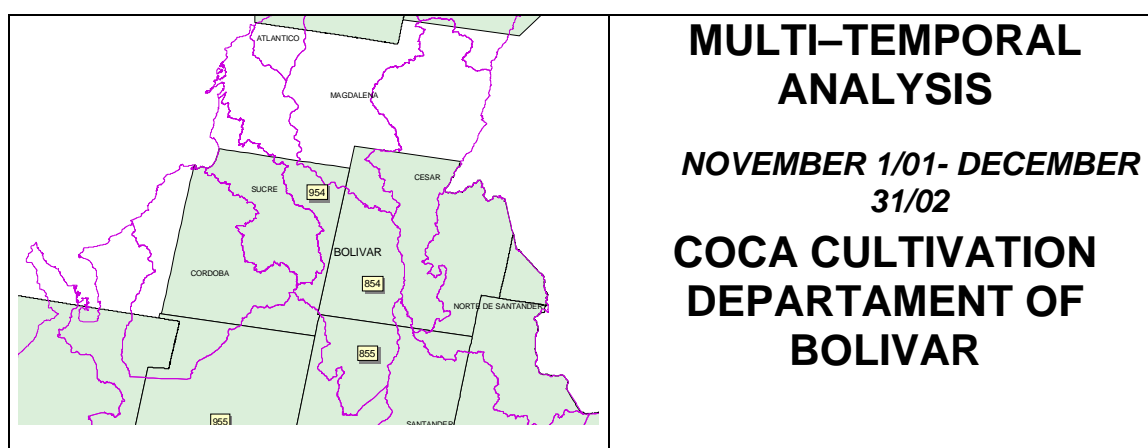 ATLANTICO
MAGDALENA
CESAR
SUCRE
954
BOLIVAR
CORDOBA
854
NORTE DE SANTANDER
855
955
SANTANDER
MULTI–TEMPORAL
ANALYSIS
NOVEMBER 1/01- DECEMBER
31/02
COCA CULTIVATION
DEPARTAMENT OF
BOLIVAR